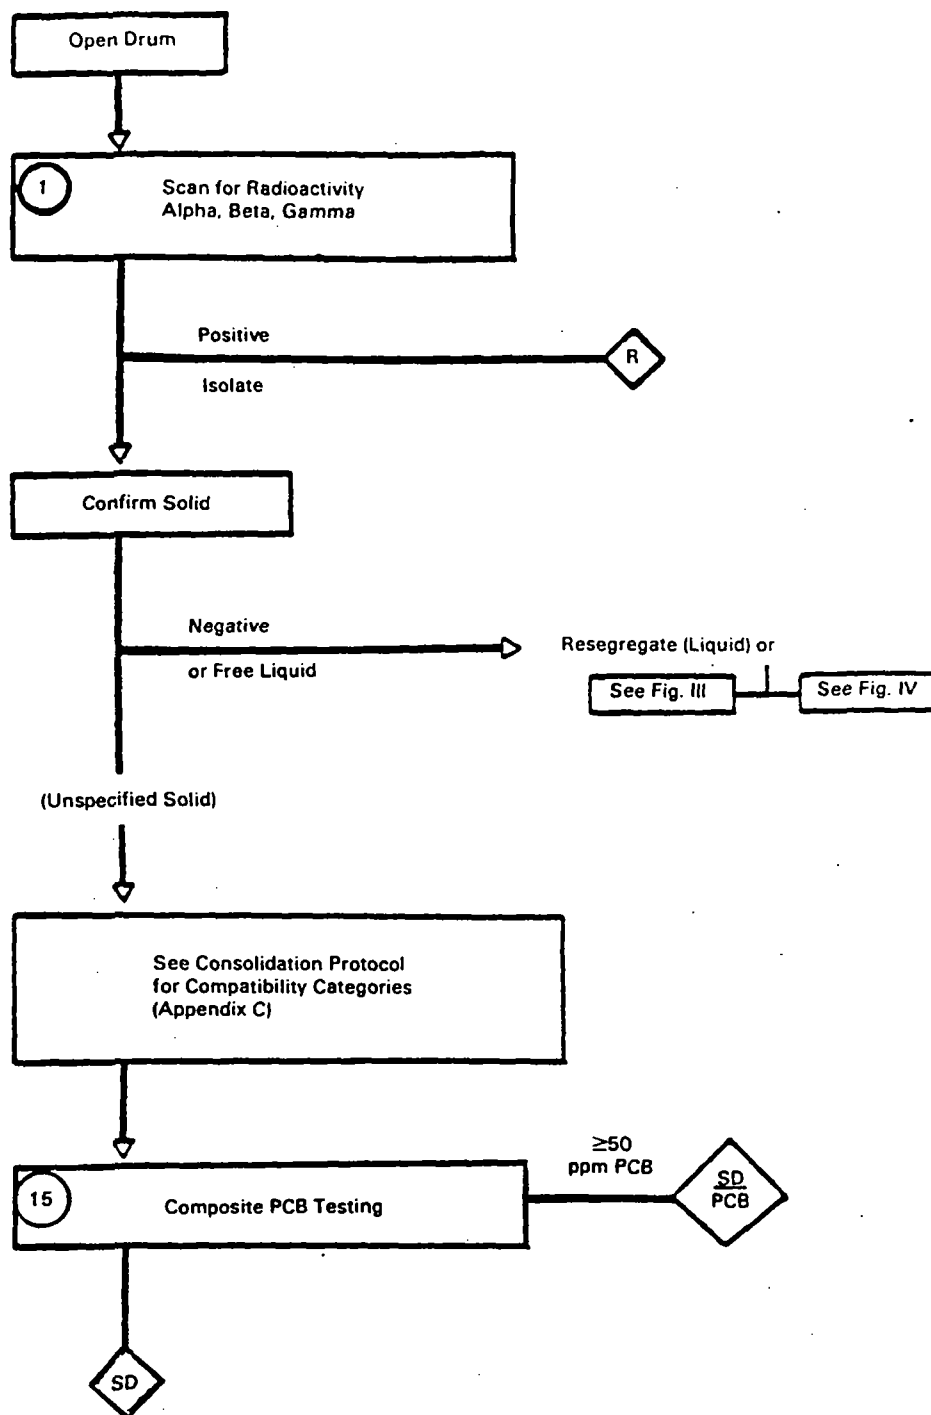 Open Drum
1
Scan for Radioactivity
Alpha, Beta, Gamma
Positive
R
Isolate
Confirm Solid
Negative
or Free Liquid
Resegregate (Liquid) or
See Fig. III
See Fig. IV
(Unspecified Solid)
See Consolidation Protocol
for Compatibility Categories
(Appendix C)
≥50
ppm PCB
15
Composite PCB Testing
SD
PCB
SD